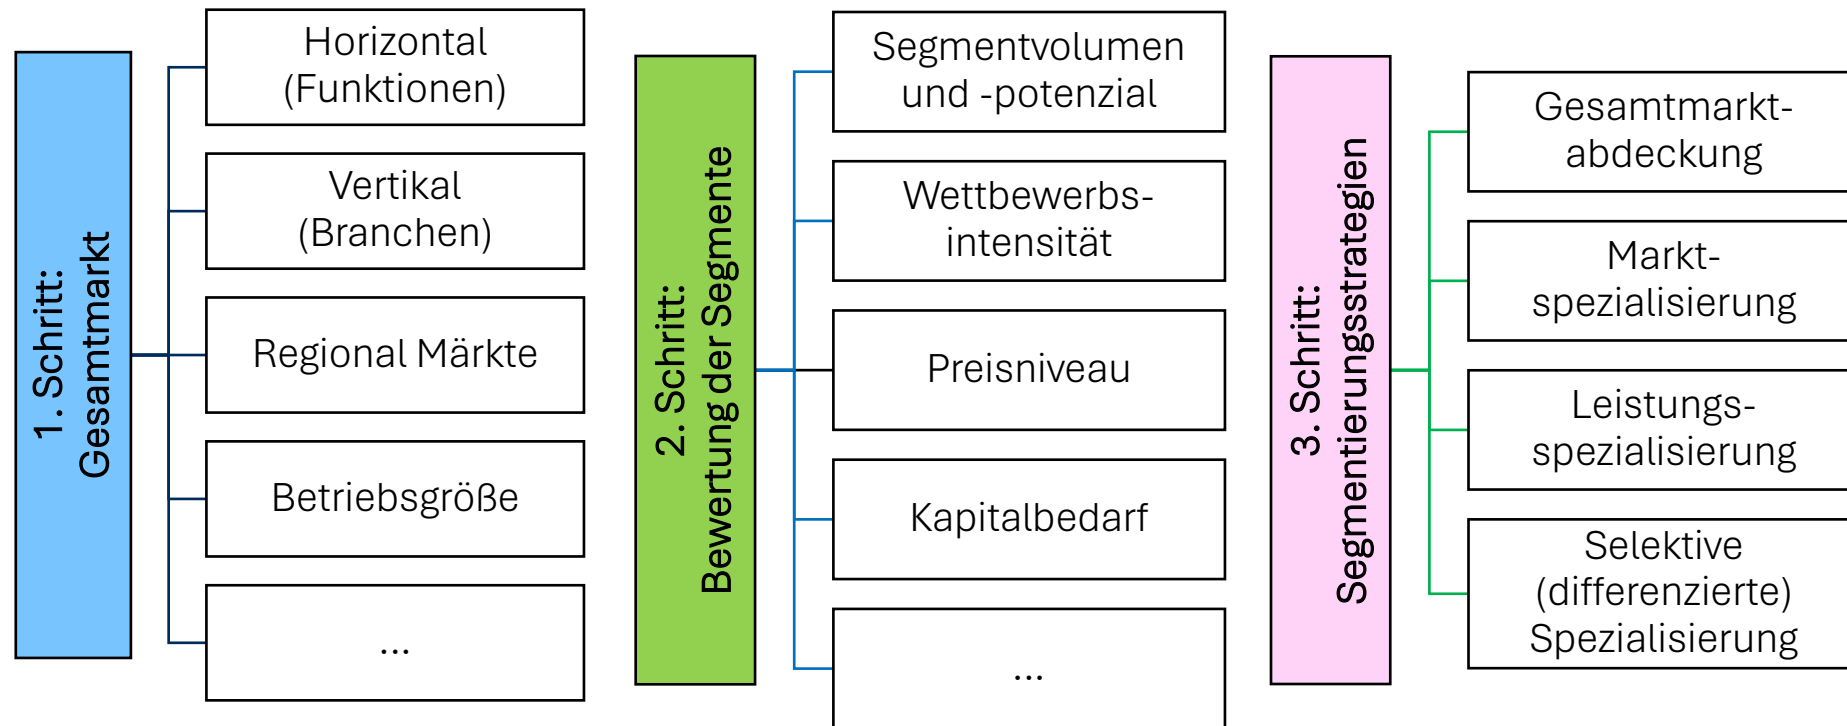 1. Schritt:
Gesamtmarkt
Horizontal
(Funktionen)
Vertikal
(Branchen)
Regional Märkte
Betriebsgröße
...
2. Schritt:
Bewertung der Segmente
Segmentvolumen
und -potenzial
Wettbewerbs-
intensität
Preisniveau
Kapitalbedarf
...
3. Schritt:
Segmentierungsstrategien
Gesamtmarkt-
abdeckung
Markt-
spezialisierung
Leistungs-
spezialisierung
Selektive
(differenzierte)
Spezialisierung